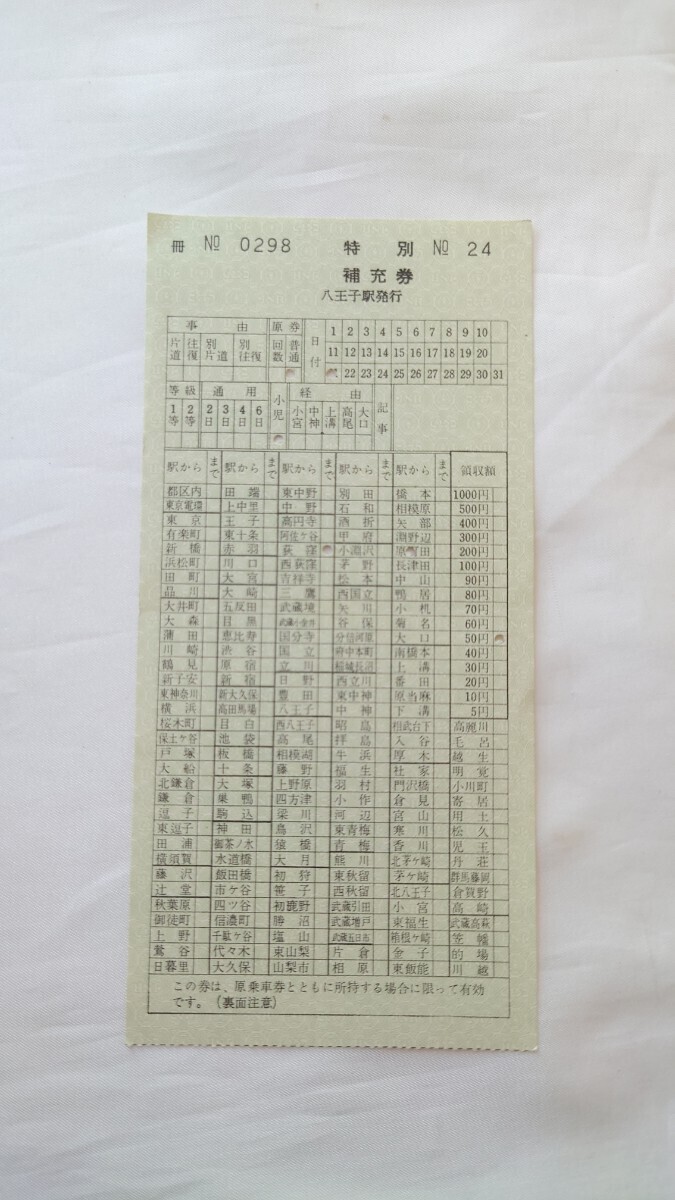 冊 № 0298 特別 № 24
補充券
八王子駅発行
事由 原券 日付 1 2 3 4 5 6 7 8 9 10
片道 往復 別片道 別往復 回数 普通 11 12 13 14 15 16 17 18 19 20
22 23 24 25 26 27 28 29 30 31
等級 通用 小児 経由 記事
1等 2等 2日 3日 4日 6日 小宮 中神 上溝 高尾 大口
駅から まで 駅から まで 駅から まで 駅から まで 駅から まで 領収額
都区内 田端 東中野 別田 橋本 1000円
東京電環 上中里 中野 石和 相模原 500円
東京 王子 高円寺 酒折 矢部 400円
有楽町 東十条 阿佐ケ谷 甲府 淵野辺 300円
新橋 赤羽 荻窪 小淵沢 原町田 200円
浜松町 川口 西荻窪 茅野 長津田 100円
田町 大宮 吉祥寺 松本 中山 90円
品川 大崎 三鷹 西国立 鴨居 80円
大井町 五反田 武蔵境 矢川 小机 70円
大森 目黒 武蔵小金井 谷保 菊名 60円
蒲田 恵比寿 国分寺 分倍河原 大口 50円
川崎 渋谷 国立 府中本町 南橋本 40円
鶴見 原宿 立川 稲城長沼 上溝 30円
新子安 新宿 日野 西立川 番田 20円
東神奈川 新大久保 豊田 東中神 原当麻 10円
横浜 高田馬場 八王子 中神 下溝 5円
桜木町 目白 西八王子 昭島 相武台下 高麗川
保土ケ谷 池袋 高尾 拝島 入谷 毛呂
戸塚 板橋 相模湖 牛浜 厚木 越生
大船 十条 藤野 福生 社家 明覚
北鎌倉 大塚 上野原 羽村 門沢橋 小川町
鎌倉 巣鴨 四方津 小作 倉見 寄居
逗子 駒込 梁川 河辺 宮山 用土
東逗子 神田 鳥沢 東青梅 寒川 松久
田浦 御茶ノ水 猿橋 青梅 香川 児玉
横須賀 水道橋 大月 熊川 北茅ケ崎 丹荘
藤沢 飯田橋 初狩 東秋留 茅ケ崎 群馬藤岡
辻堂 市ケ谷 笹子 西秋留 北八王子 倉賀野
秋葉原 四ツ谷 初鹿野 武蔵引田 小宮 高崎
御徒町 信濃町 勝沼 武蔵増戸 東福生 武蔵高萩
上野 千駄ケ谷 塩山 武蔵五日市 箱根ケ崎 笠幡
鶯谷 代々木 東山梨 片倉 金子 的場
日暮里 大久保 山梨市 相原 東飯能 川越
この券は、原乗車券とともに所持する場合に限って有効
です。(裏面注意)